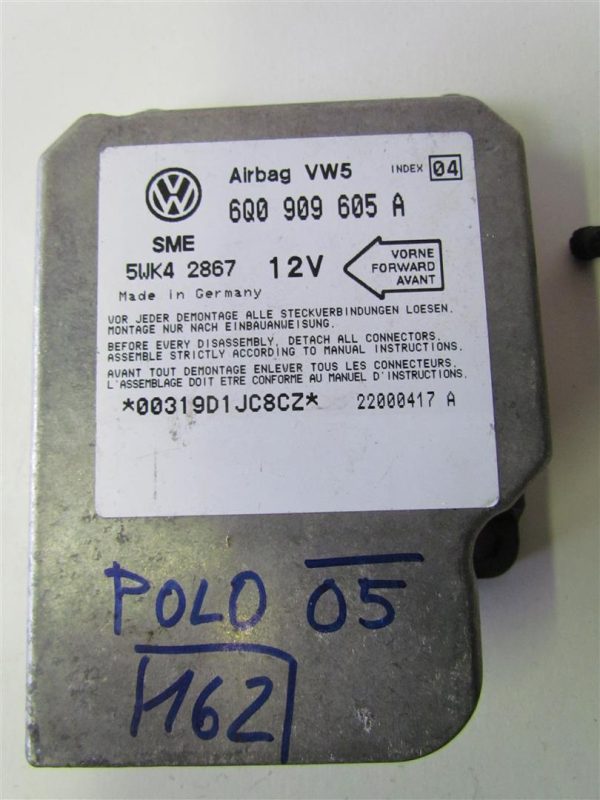 Airbag VW5 INDEX 04
6Q0 909 605 A
SME
5WK4 2867 12V
VORNE
FORWARD
AVANT
Made in Germany
VOR JEDER DEMONTAGE ALLE STECKVERBINDUNGEN LOESEN.
MONTAGE NUR NACH EINBAUANWEISUNG.
BEFORE EVERY DISASSEMBLY, DETACH ALL CONNECTORS.
ASSEMBLE STRICTLY ACCORDING TO MANUAL INSTRUCTIONS.
AVANT TOUT DEMONTAGE ENLEVER TOUS LES CONNECTEURS.
L'ASSEMBLAGE DOIT ETRE CONFORME AU MANUEL D'INSTRUCTIONS.
*00319D1JC8CZ* 22000417 A
POLO 05
H62